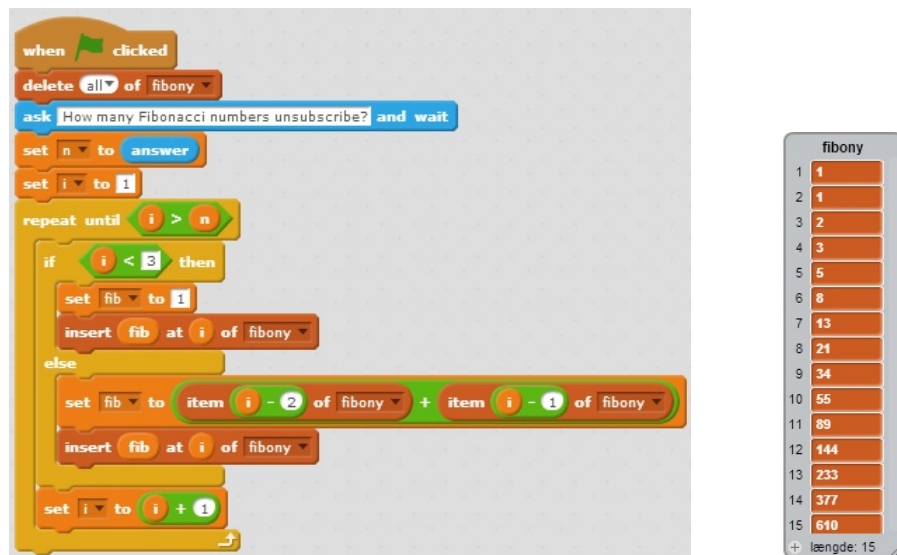 when clicked
delete all of fibony
ask How many Fibonacci numbers unsubscribe? and wait
set n to answer
set i to 1
repeat until i > n
if i < 3 then
set fib to 1
insert fib at i of fibony
else
set fib to item i - 2 of fibony + item i - 1 of fibony
insert fib at i of fibony
set i to i + 1
fibony
1 1
2 1
3 2
4 3
5 5
6 8
7 13
8 21
9 34
10 55
11 89
12 144
13 233
14 377
15 610
+ længde: 15